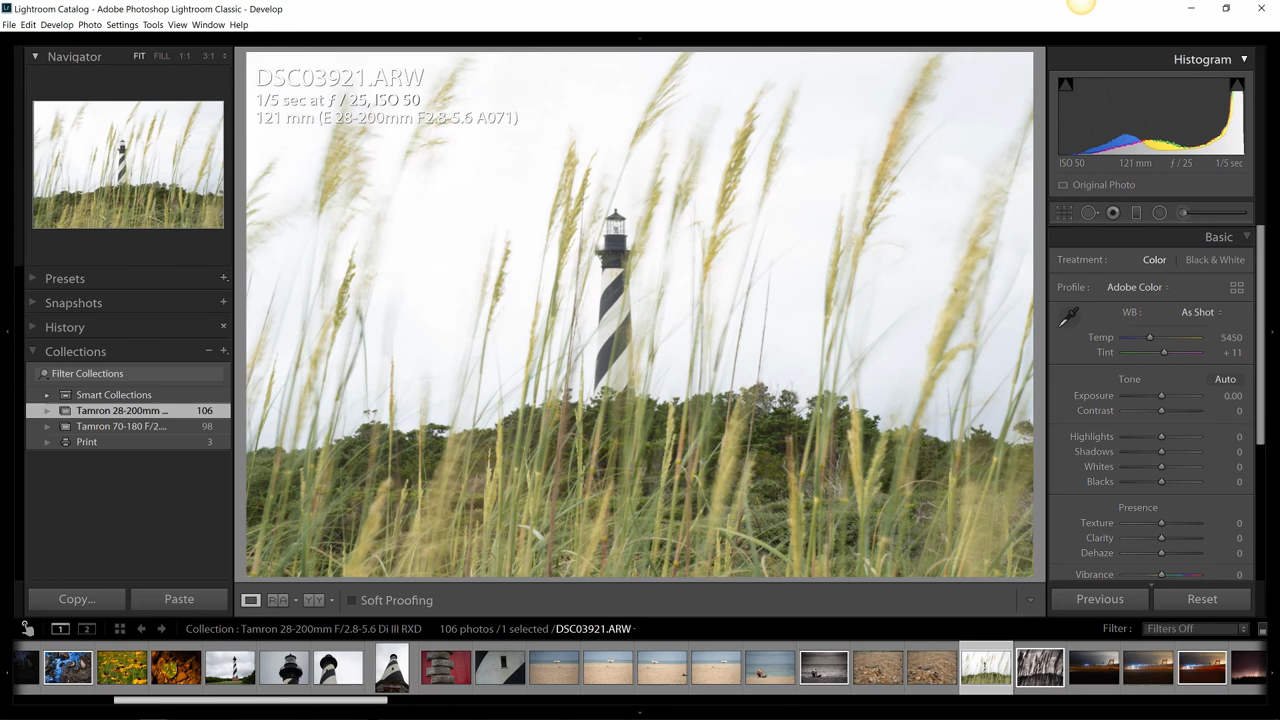 Lightroom Catalog - Adobe Photoshop Lightroom Classic - Develop
File Edit Develop Photo Settings Tools View Window Help
Navigator FIT FILL 1:1 3:1
DSC03921.ARW
1/5 sec at ƒ / 25, ISO 50
121 mm (E 28-200mm F2.8-5.6 A071)
Presets
Snapshots
History
Collections
Filter Collections
Smart Collections
Tamron 28-200mm ... 106
Tamron 70-180 F/2.... 98
Print 3
Copy... Paste
Soft Proofing
Histogram
ISO 50 121 mm ƒ / 25 1/5 sec
Original Photo
Basic
Treatment : Color Black & White
Profile : Adobe Color
WB : As Shot
Temp 5450
Tint + 11
Tone Auto
Exposure 0.00
Contrast 0
Highlights 0
Shadows 0
Whites 0
Blacks 0
Presence
Texture 0
Clarity 0
Dehaze 0
Vibrance 0
Previous Reset
1 2 Collection : Tamron 28-200mm F/2.8-5.6 Di III RXD 106 photos /1 selected /DSC03921.ARW Filter : Filters Off